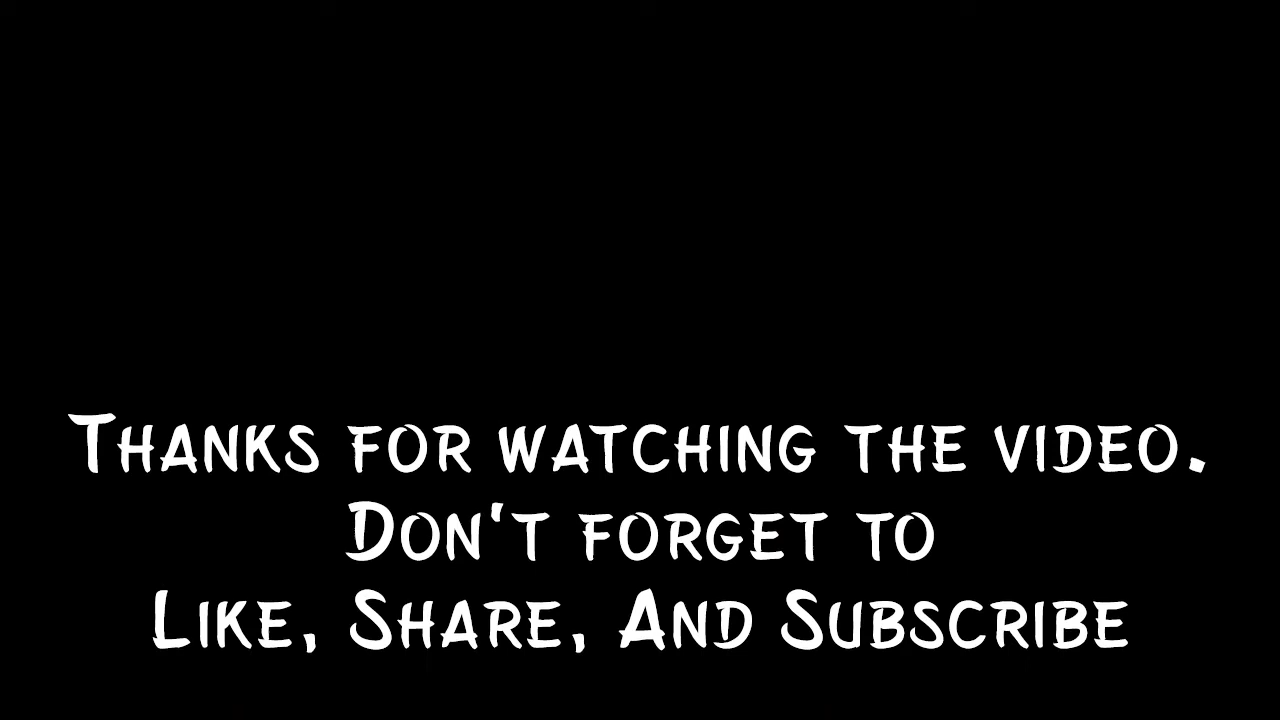 Thanks for watching the video.
Don't forget to
Like, Share, And Subscribe